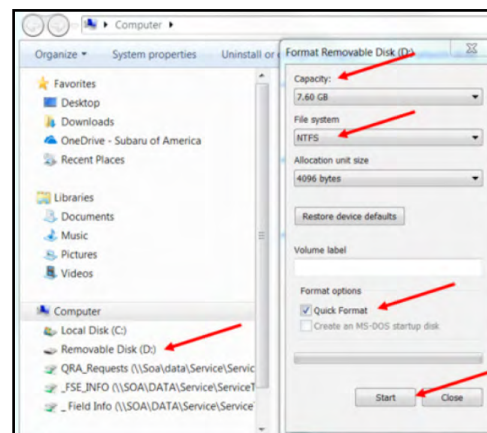 Computer
Organize
System properties
Uninstall or
Favorites
Desktop
Downloads
OneDrive - Subaru of America
Recent Places
Libraries
Documents
Music
Pictures
Videos
Computer
Local Disk (C:)
Removable Disk (D:)
QRA_Requests (\\Soa\data\Service\Servic
_FSE_INFO (\\SOA\DATA\Service\ServiceT
_ Field Info (\\SOA\DATA\Service\Service
Format Removable Disk (D:)
Capacity:
7.60 GB
File system
NTFS
Allocation unit size
4096 bytes
Restore device defaults
Volume label
Format options
Quick Format
Create an MS-DOS startup disk
Start
Close